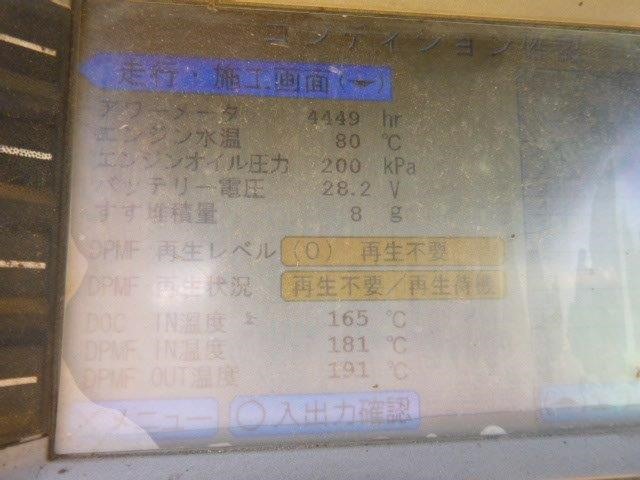 コンディション確認
走行・施工画面(←)
アワーメータ 4449 hr
エンジン水温 80 ℃
エンジンオイル圧力 200 kPa
バッテリー電圧 28.2 V
すす堆積量 8 g
DPMF 再生レベル (0) 再生不要
DPMF 再生状況 再生不要/再生待機
DOC IN温度 165 ℃
DPMF IN温度 181 ℃
DPMF OUT温度 191 ℃
×メニュー ○入出力確認